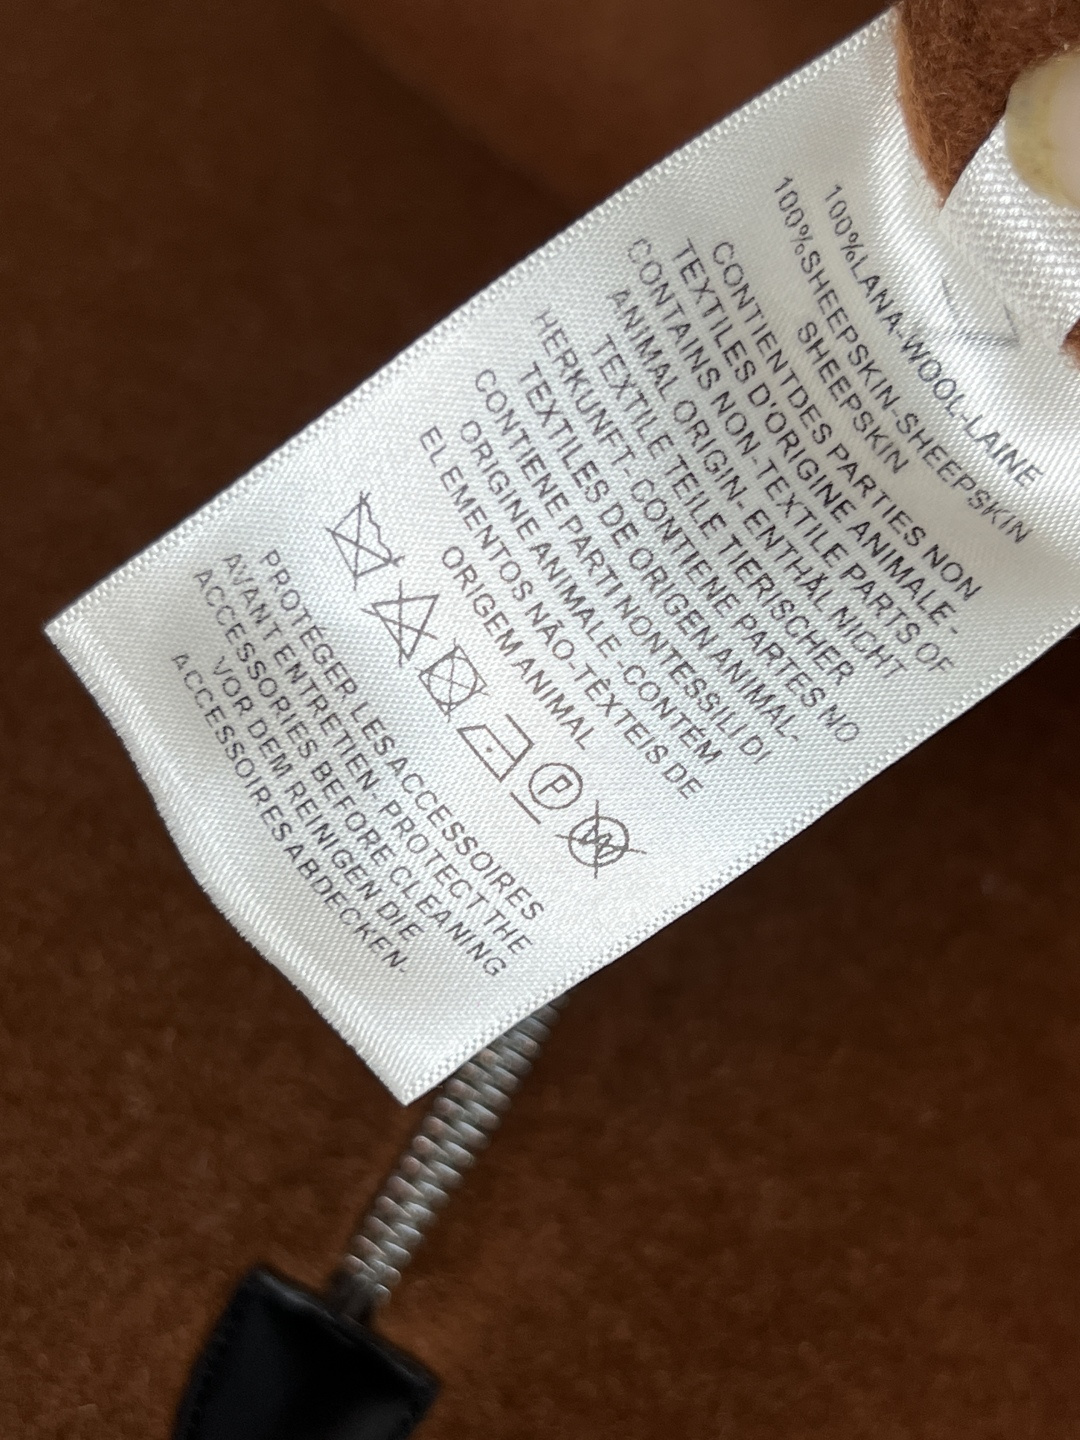 100%LANA-WOOL-LAINE
100%SHEEPSKIN-SHEEPSKIN
SHEEPSKIN
CONTIENTDES PARTIES NON
TEXTILES D'ORIGINE ANIMALE-
CONTAINS NON-TEXTILE PARTS OF
ANIMAL ORIGIN-ENTHÄL NICHT
TEXTILE TEILE TIERISCHER
HERKUNFT- CONTIENE PARTES NO
TEXTILES DE ORIGEN ANIMAL-
CONTIENE PARTI NONTESSILI DI
ORIGINE ANIMALE -CONTÉM
ELEMENTOS NÃO-TÊXTEIS DE
ORIGEM ANIMAL
P
W
PROTÉGER LES ACCESSOIRES
AVANT ENTRETIEN- PROTECT THE
ACCESSORIES BEFORE CLEANING
VOR DEM REINIGEN DIE
ACCESSOIRES ABDECKEN-